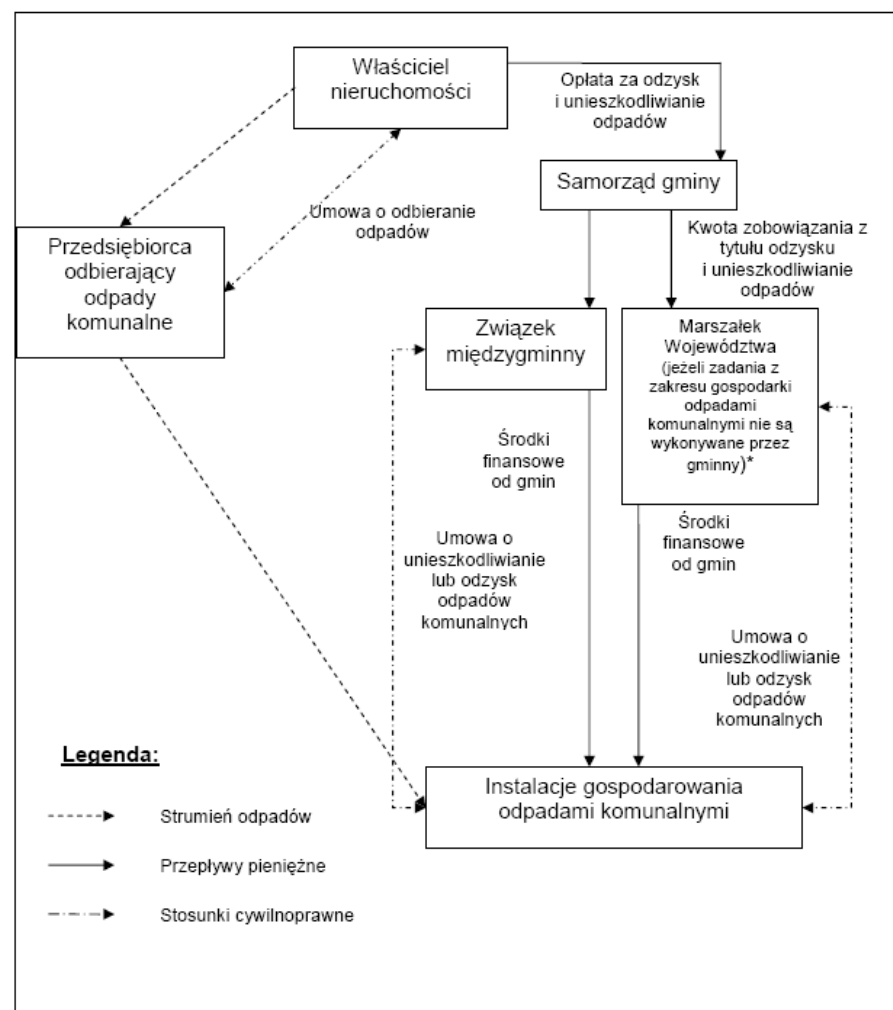 Właściciel
nieruchomości
Opłata za odzysk
i unieszkodliwianie
odpadów
Samorząd gminy
Umowa o odbieranie
odpadów
Przedsiębiorca
odbierający
odpady
komunalne
Kwota zobowiązania z
tytułu odzysku
i unieszkodliwianie
odpadów
Związek
międzygminny
Marszałek
Województwa
(jeżeli zadania z
zakresu gospodarki
odpadami
komunalnymi nie są
wykonywane przez
gminny)*
Środki
finansowe
od gmin
Środki
finansowe
od gmin
Umowa o
unieszkodliwianie
lub odzysk
odpadów
komunalnych
Umowa o
unieszkodliwianie
lub odzysk
odpadów
komunalnych
Instalacje gospodarowania
odpadami komunalnymi
Legenda:
Strumień odpadów
Przepływy pieniężne
Stosunki cywilnoprawne